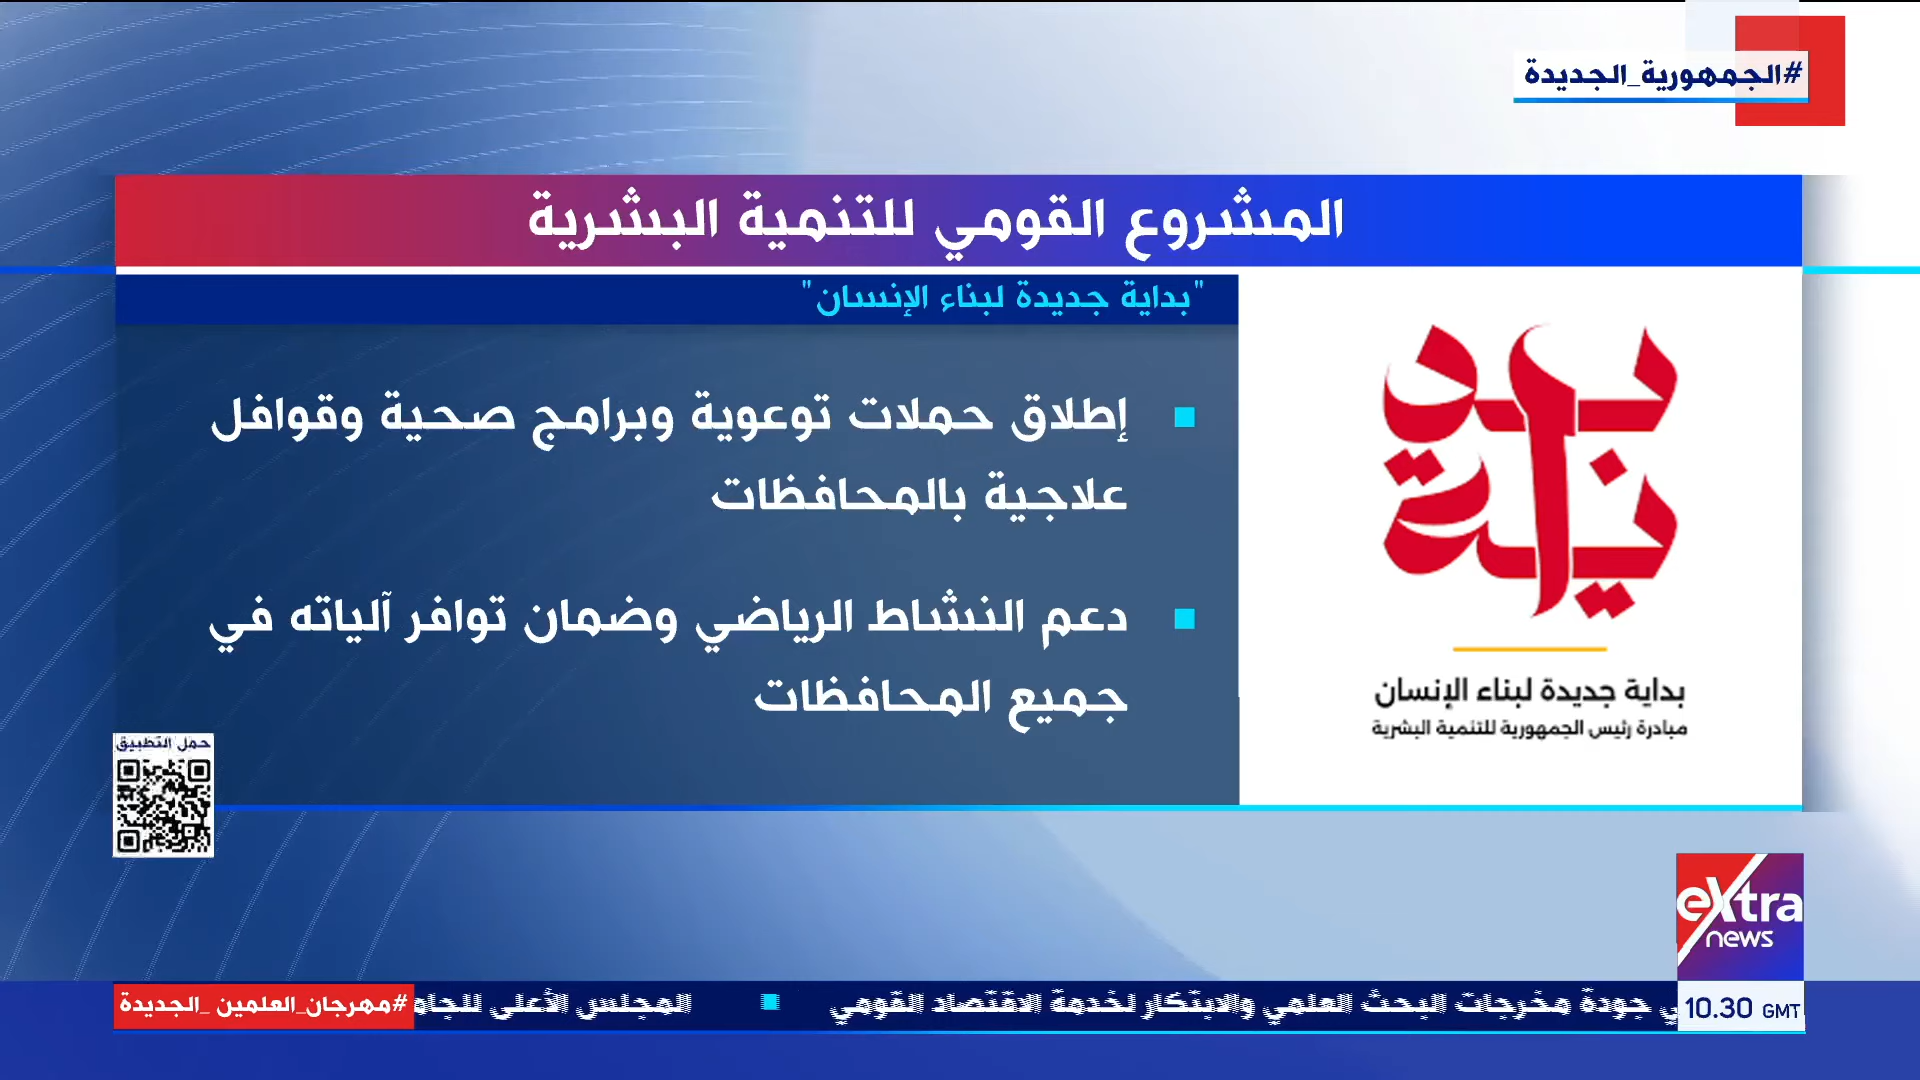 #الجمهورية_الجديدة
المشروع القومي للتنمية البشرية
"بداية جديدة لبناء الإنسان"
إطلاق حملات توعوية وبرامج صحية وقوافل
علاجية بالمحافظات
دعم النشاط الرياضي وضمان توافر آلياته في
جميع المحافظات
بداية
بداية جديدة لبناء الإنسان
مبادرة رئيس الجمهورية للتنمية البشرية
حمل التطبيق
extra
news
10.30 GMT
جودة مخرجات البحث العلمي والابتكار لخدمة الاقتصاد القومي
المجلس الأعلى للجام
#مهرجان_العلمين_الجديدة